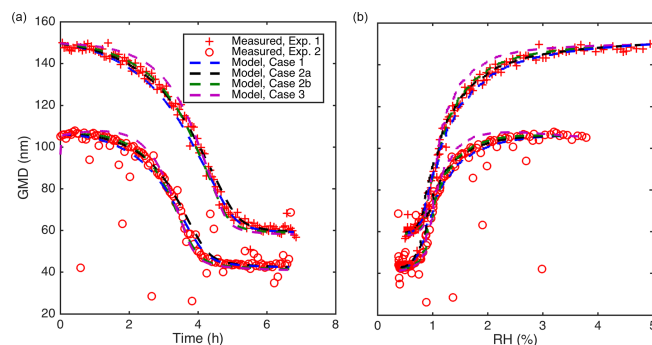 (a)
(b)
160
140
120
100
80
60
40
20
GMD (nm)
Measured, Exp. 1
Measured, Exp. 2
Model, Case 1
Model, Case 2a
Model, Case 2b
Model, Case 3
0 2 4 6 8
Time (h)
0 1 2 3 4 5
RH (%)